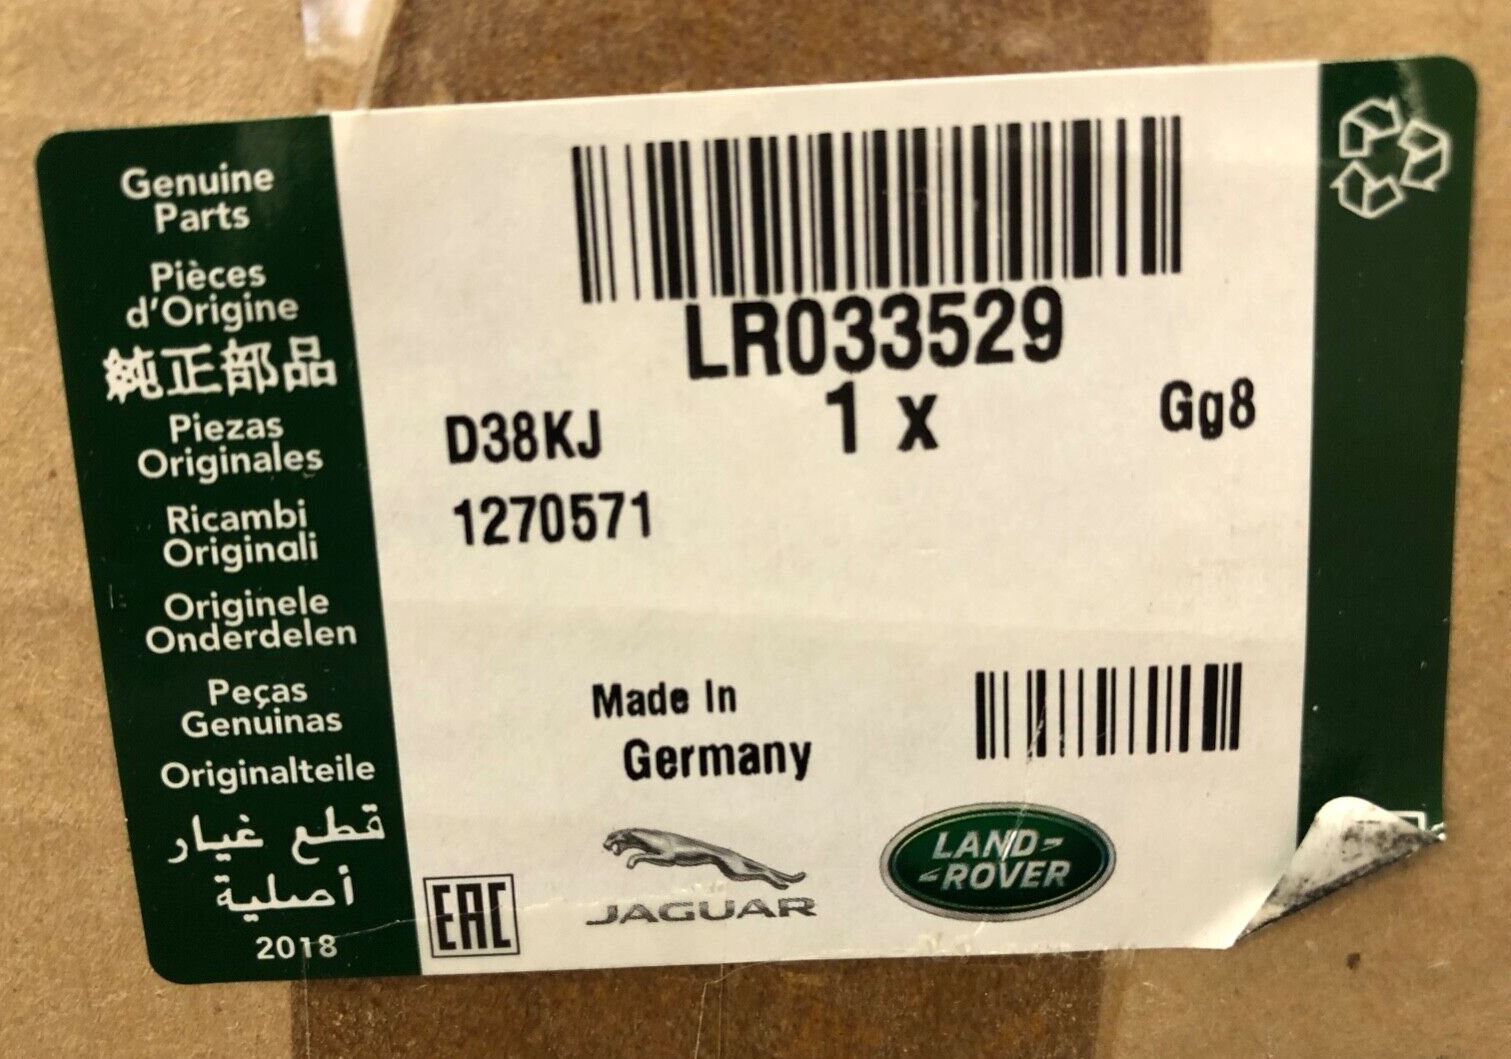 Genuine
Parts
Pièces
d'Origine
純正部品
Piezas
Originales
Ricambi
Originali
Originele
Onderdelen
Peças
Genuinas
Originalteile
قطع غيار
أصلية
2018
LR033529
1 x
D38KJ
Gg8
1270571
Made In
Germany
EAC
JAGUAR
LAND-
-ROVER